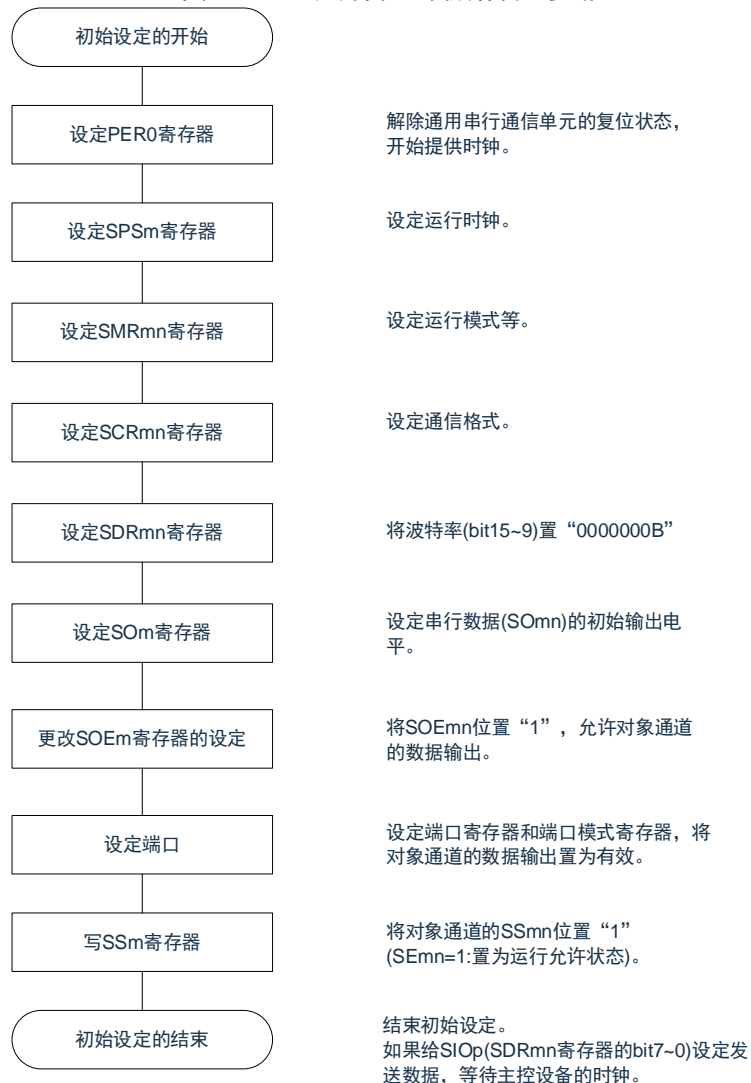 初始设定的开始
设定PER0寄存器
解除通用串行通信单元的复位状态，
开始提供时钟。
设定SPSm寄存器
设定运行时钟。
设定SMRmn寄存器
设定运行模式等。
设定SCRmn寄存器
设定通信格式。
设定SDRmn寄存器
将波特率(bit15~9)置“0000000B”
设定SOm寄存器
设定串行数据(SOmn)的初始输出电
平。
更改SOEm寄存器的设定
将SOEmn位置“1”，允许对象通道
的数据输出。
设定端口
设定端口寄存器和端口模式寄存器，将
对象通道的数据输出置为有效。
写SSm寄存器
将对象通道的SSmn位置“1”
(SEmn=1:置为运行允许状态)。
初始设定的结束
结束初始设定。
如果给SIOp(SDRmn寄存器的bit7~0)设定发
送数据，等待主控设备的时钟。